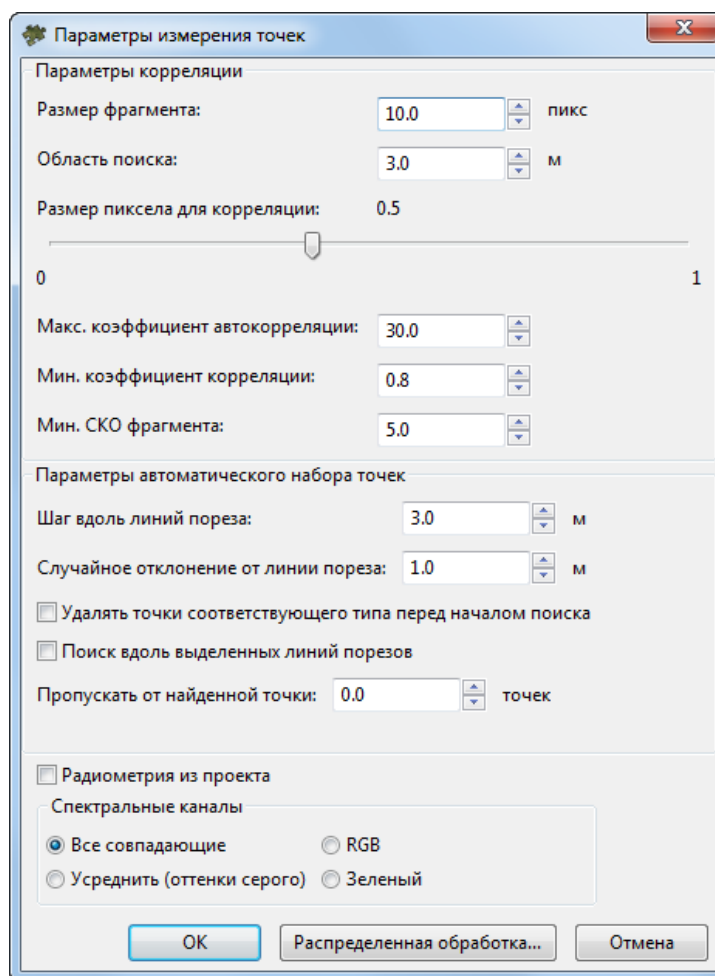 Параметры измерения точек
Параметры корреляции
Размер фрагмента: 10.0 пикс
Область поиска: 3.0 м
Размер пиксела для корреляции: 0.5
0 1
Макс. коэффициент автокорреляции: 30.0
Мин. коэффициент корреляции: 0.8
Мин. СКО фрагмента: 5.0
Параметры автоматического набора точек
Шаг вдоль линий пореза: 3.0 м
Случайное отклонение от линии пореза: 1.0 м
Удалять точки соответствующего типа перед началом поиска
Поиск вдоль выделенных линий порезов
Пропускать от найденной точки: 0.0 точек
Радиометрия из проекта
Спектральные каналы
Все совпадающие RGB
Усреднить (оттенки серого) Зеленый
ОК Распределенная обработка... Отмена